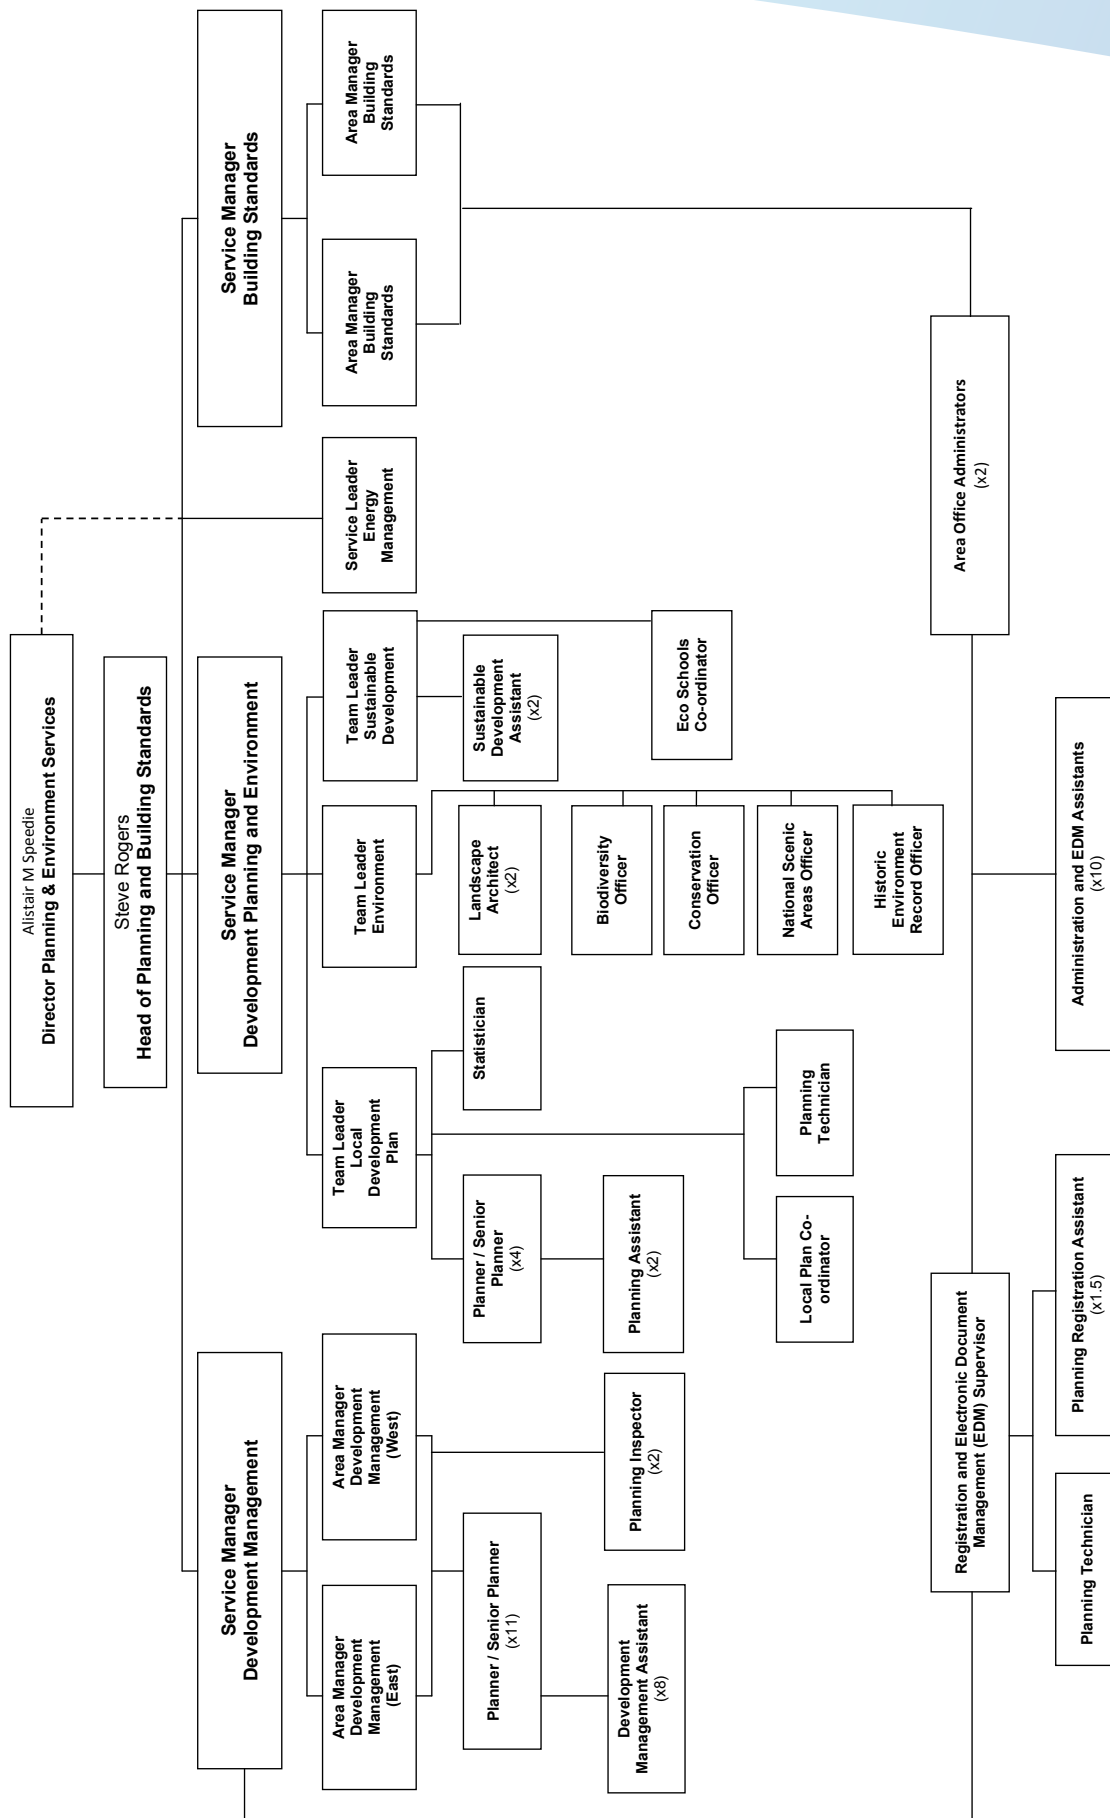 Alistair M Speedie
Director Planning & Environment Services
Steve Rogers
Head of Planning and Building Standards
Service Manager
Development Management
Service Manager
Development Planning and Environment
Service Manager
Building Standards
Area Manager
Development
Management
(East)
Area Manager
Development
Management
(West)
Team Leader
Local
Development
Plan
Team Leader
Environment
Team Leader
Sustainable
Development
Service Leader
Energy
Management
Area Manager
Building
Standards
Area Manager
Building
Standards
Planner / Senior Planner
(x11)
Planner / Senior
Planner
(x4)
Statistician
Landscape
Architect
(x2)
Sustainable
Development
Assistant
(x2)
Development
Management Assistant
(x8)
Planning Inspector
(x2)
Planning Assistant
(x2)
Biodiversity
Officer
Eco Schools
Co-ordinator
Conservation
Officer
Local Plan Co-
ordinator
Planning
Technician
National Scenic
Areas Officer
Historic
Environment
Record Officer
Registration and Electronic Document
Management (EDM) Supervisor
Area Office Administrators
(x2)
Planning Technician
Planning Registration Assistant
(x1.5)
Administration and EDM Assistants
(x10)